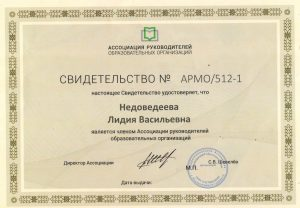 АССОЦИАЦИЯ РУКОВОДИТЕЛЕЙ
ОБРАЗОВАТЕЛЬНЫХ ОРГАНИЗАЦИЙ
СВИДЕТЕЛЬСТВО № АРМО/512-1
настоящее Свидетельство удостоверяет, что
Недоведеева
Лидия Васильевна
является членом Ассоциации руководителей
образовательных организаций
Директор Ассоциации
С.В. Шевелёв
М.П.
Дата выдачи: